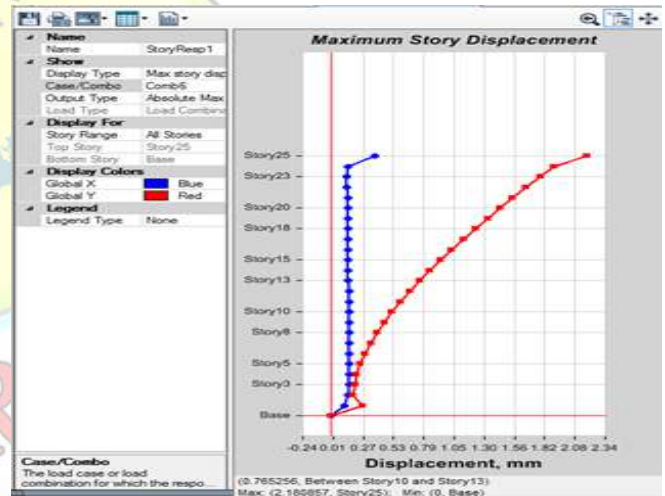 Name
Name StoryResp1
Show
Display Type Max story disp
Case/Combo Comb6
Output Type Absolute Max
Load Type Load Combina
Display For
Story Range All Stories
Top Story Story25
Bottom Story Base
Display Colors
Global X Blue
Global Y Red
Legend
Legend Type None
Case/Combo
The load case or load
combination for which the respo...
Maximum Story Displacement
Story25
Story23
Story20
Story18
Story15
Story13
Story10
Story8
Story5
Story3
Base
-0.24 0.01 0.27 0.53 0.79 1.05 1.30 1.56 1.82 2.08 2.34
Displacement, mm
(0.765256, Between Story10 and Story13)
Max: (2.180857, Story25); Min: (0, Base)